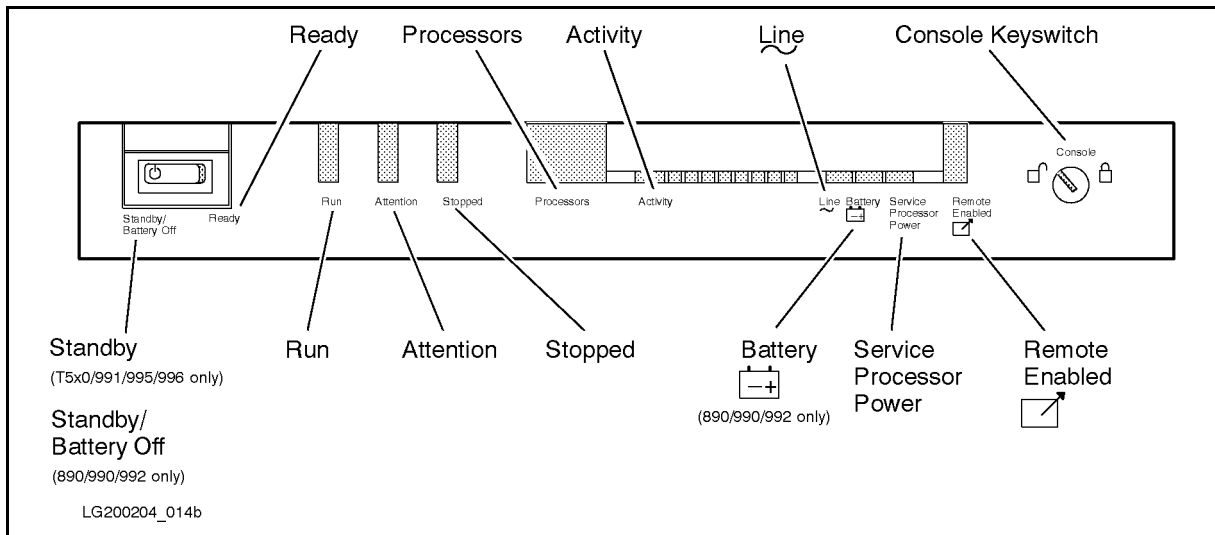 Ready Processors Activity Line Console Keyswitch
Console
Standby/ Ready Run Attention Stopped Processors Activity Line Battery Service Remote
Battery Off Processor Enabled
Power
Standby Run Attention Stopped Battery Service Remote
(T5x0/991/995/996 only) Processor Enabled
(890/990/992 only) Power
Standby/
Battery Off
(890/990/992 only)
LG200204_014b